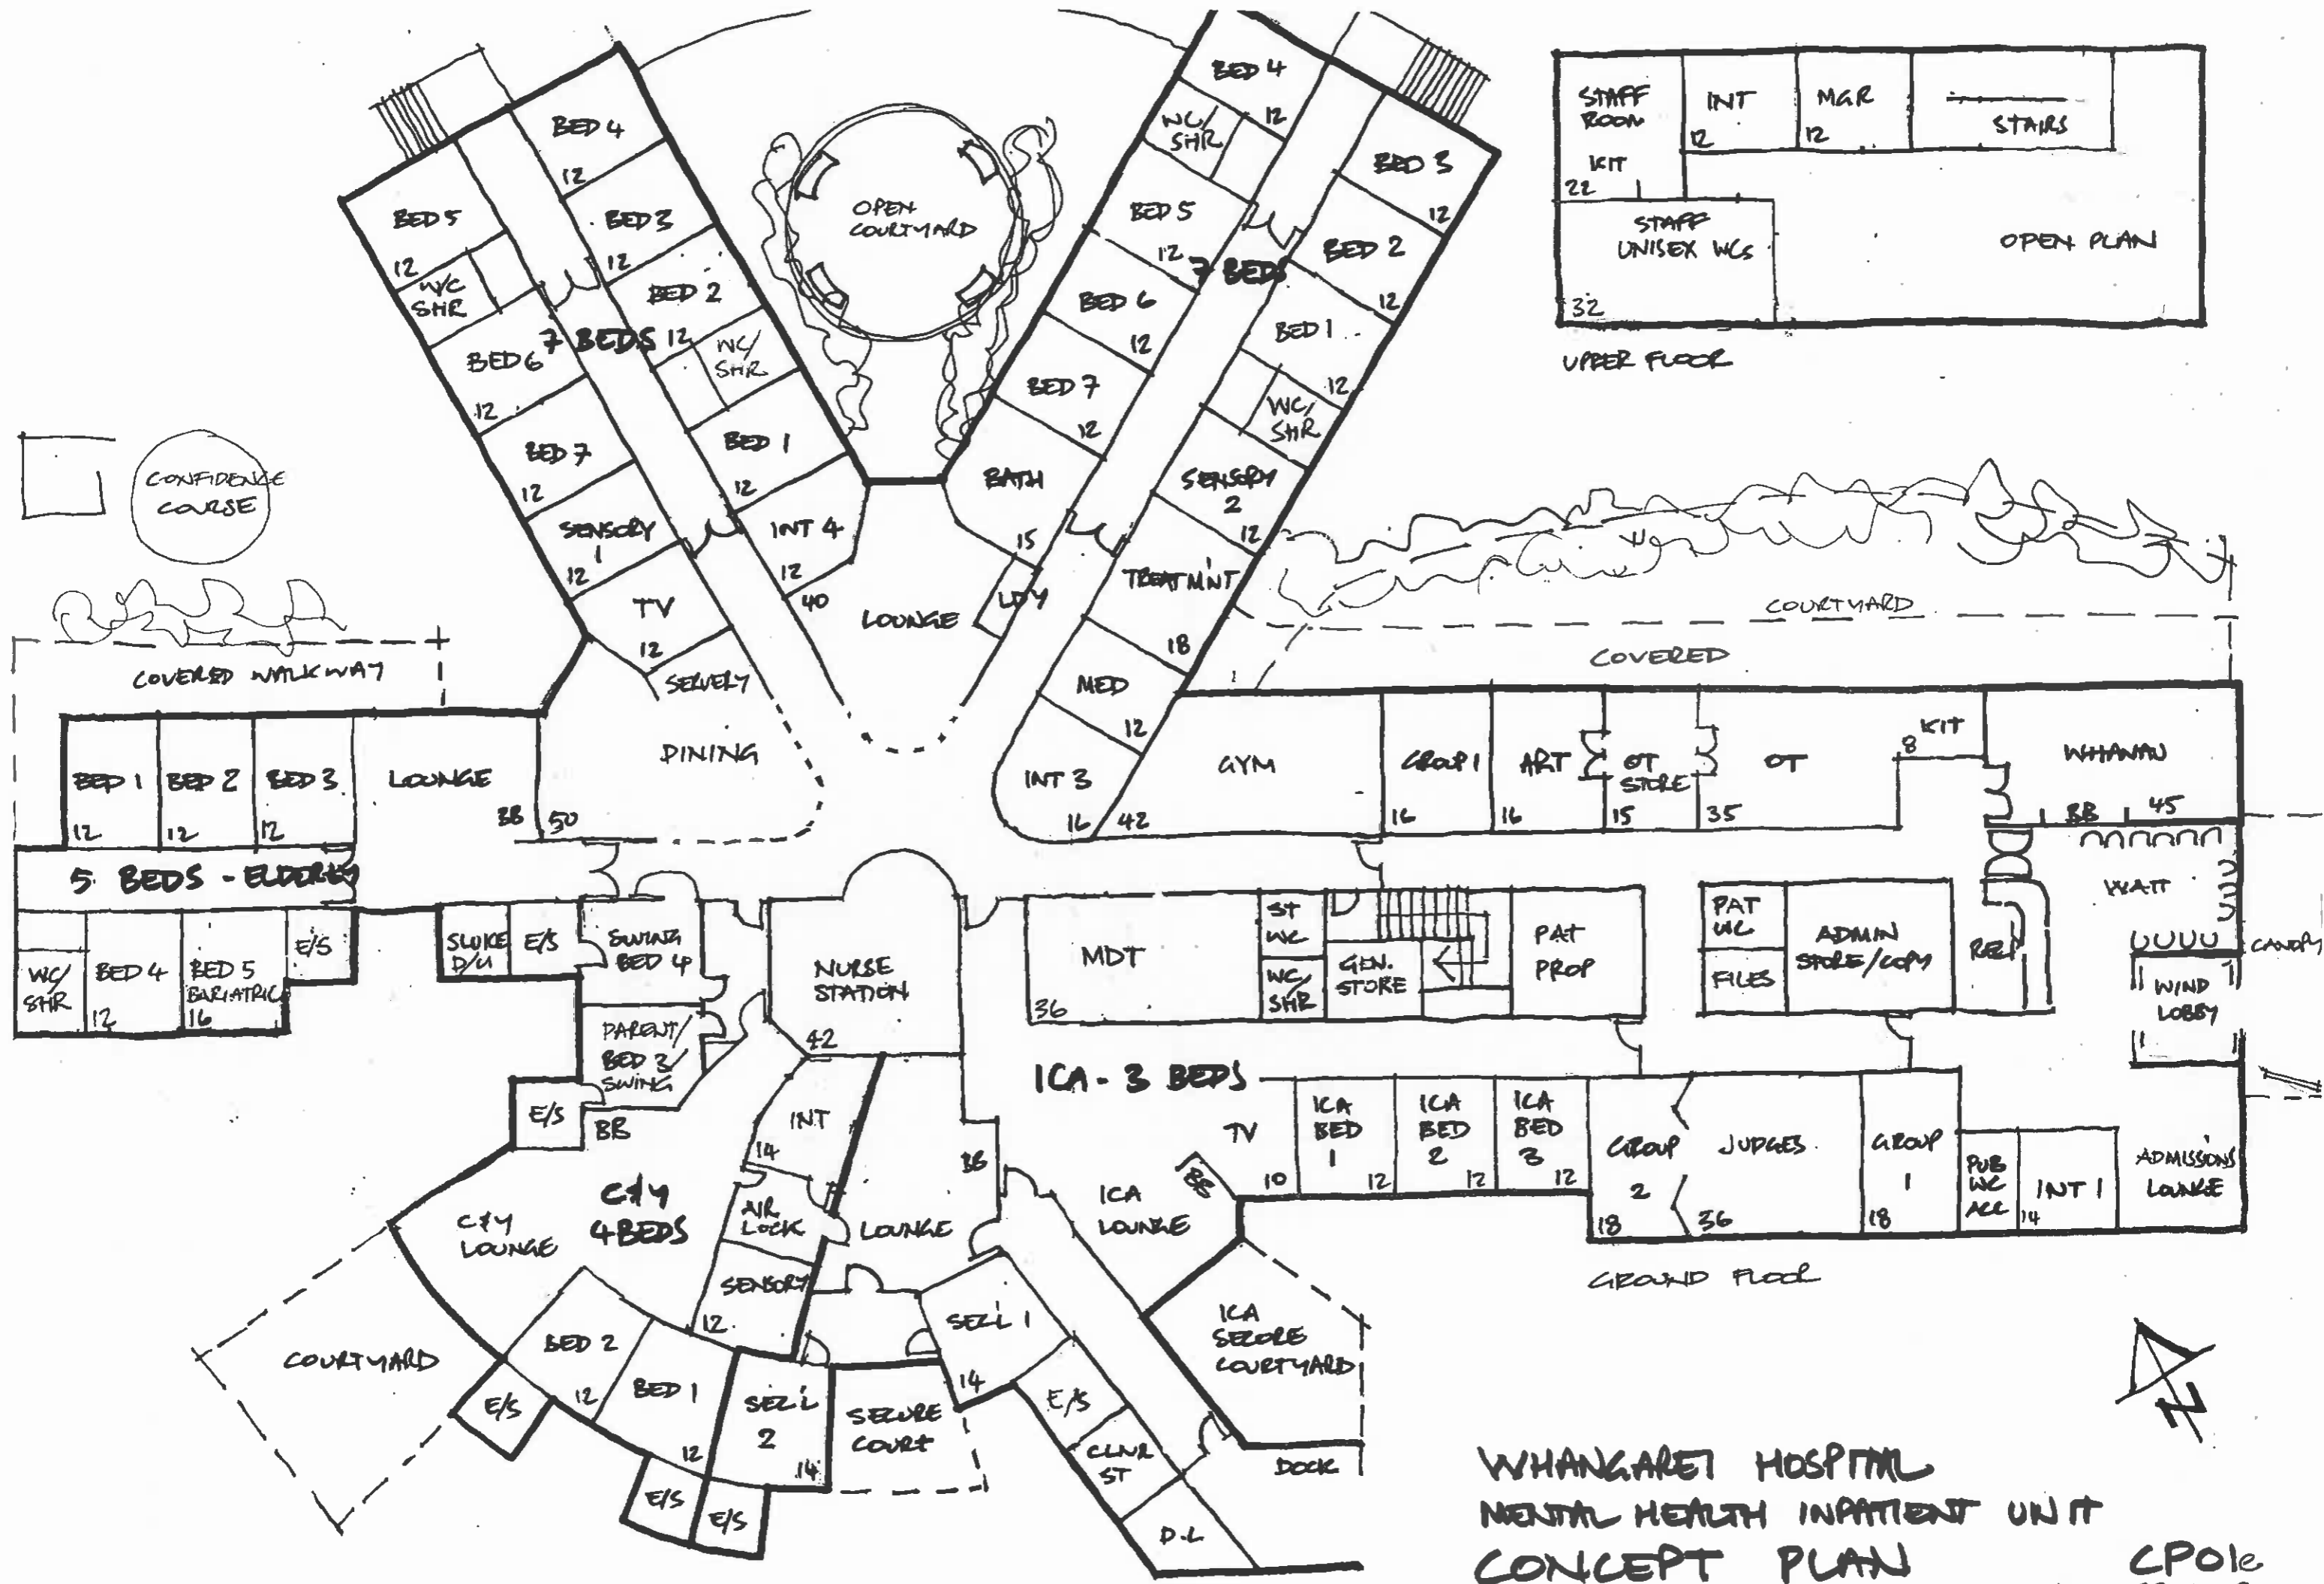 BED 4
12
BED 5
12
BED 3
12
W/C
SHR
BED 2
12
7 BEDS
BED 6
12
WC/
SHR
BED 7
12
BED 1
12
SENSORY
1
12
INT 4
12
40
TV
12
SERVERY
OPEN
COURTYARD
BED 4
12
WC/
SHR
BED 3
12
BED 5
12
7 BEDS
BED 2
12
BED 6
12
BED 1
12
BED 7
12
WC/
SHR
BATH
15
SENSORY
2
12
LDY
TREATM'NT
18
LOUNGE
MED
12
INT 3
16
STAFF
ROOM
KIT
22
INT
12
MGR
12
STAIRS
STAFF
UNISEX WCS
32
OPEN PLAN
UPPER FLOOR
CONFIDENCE
COURSE
COVERED WALKWAY
COURTYARD
COVERED
BED 1
12
BED 2
12
BED 3
12
LOUNGE
BB
50
DINING
5 BEDS - ELDERLY
WC/
SHR
BED 4
12
BED 5
BARIATRIC
16
E/S
SLUICE
D/U
E/S
SWING
BED 4
PARENT/
BED 3/
SWING
E/S
BB
NURSE
STATION
42
GYM
42
GROUP 1
16
ART
16
OT
STORE
15
OT
35
KIT
8
WHANAU
BB
45
WAIT
CANOPY
WIND
LOBBY
MDT
36
ST
WC
WC/
SHR
GEN.
STORE
PAT
PROP
PAT
WC
FILES
ADMIN
STORE/COPY
REC
ICA - 3 BEDS
TV
10
ICA
BED
1
12
ICA
BED
2
12
ICA
BED
3
12
GROUP
2
18
JUDGES
36
GROUP
1
18
PUB
WC
ACC
INT 1
14
ADMISSIONS
LOUNGE
GROUND FLOOR
INT
14
AIR
LOCK
SENSORY
12
C&Y
LOUNGE
C&Y
4 BEDS
COURTYARD
BED 2
12
E/S
BED 1
12
E/S
SEC'L
2
14
E/S
LOUNGE
BB
SEC'L 1
14
SECURE
COURT
E/S
CLNR
ST
D.L
ICA
LOUNGE
BB
ICA
SECURE
COURTYARD
DOCK
N
WHANGAREI HOSPITAL
MENTAL HEALTH INPATIENT UNIT
CONCEPT PLAN
CPole